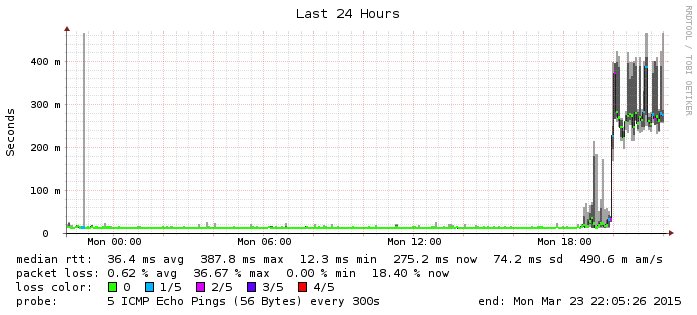 Last 24 Hours
RRDTOOL / TOBI OETIKER
Seconds
400 m
300 m
200 m
100 m
0
Mon 00:00 Mon 06:00 Mon 12:00 Mon 18:00
median rtt: 36.4 ms avg 387.8 ms max 12.3 ms min 275.2 ms now 74.2 ms sd 490.6 m am/s
packet loss: 0.62 % avg 36.67 % max 0.00 % min 18.40 % now
loss color: 0 1/5 2/5 3/5 4/5
probe: 5 ICMP Echo Pings (56 Bytes) every 300s end: Mon Mar 23 22:05:26 2015